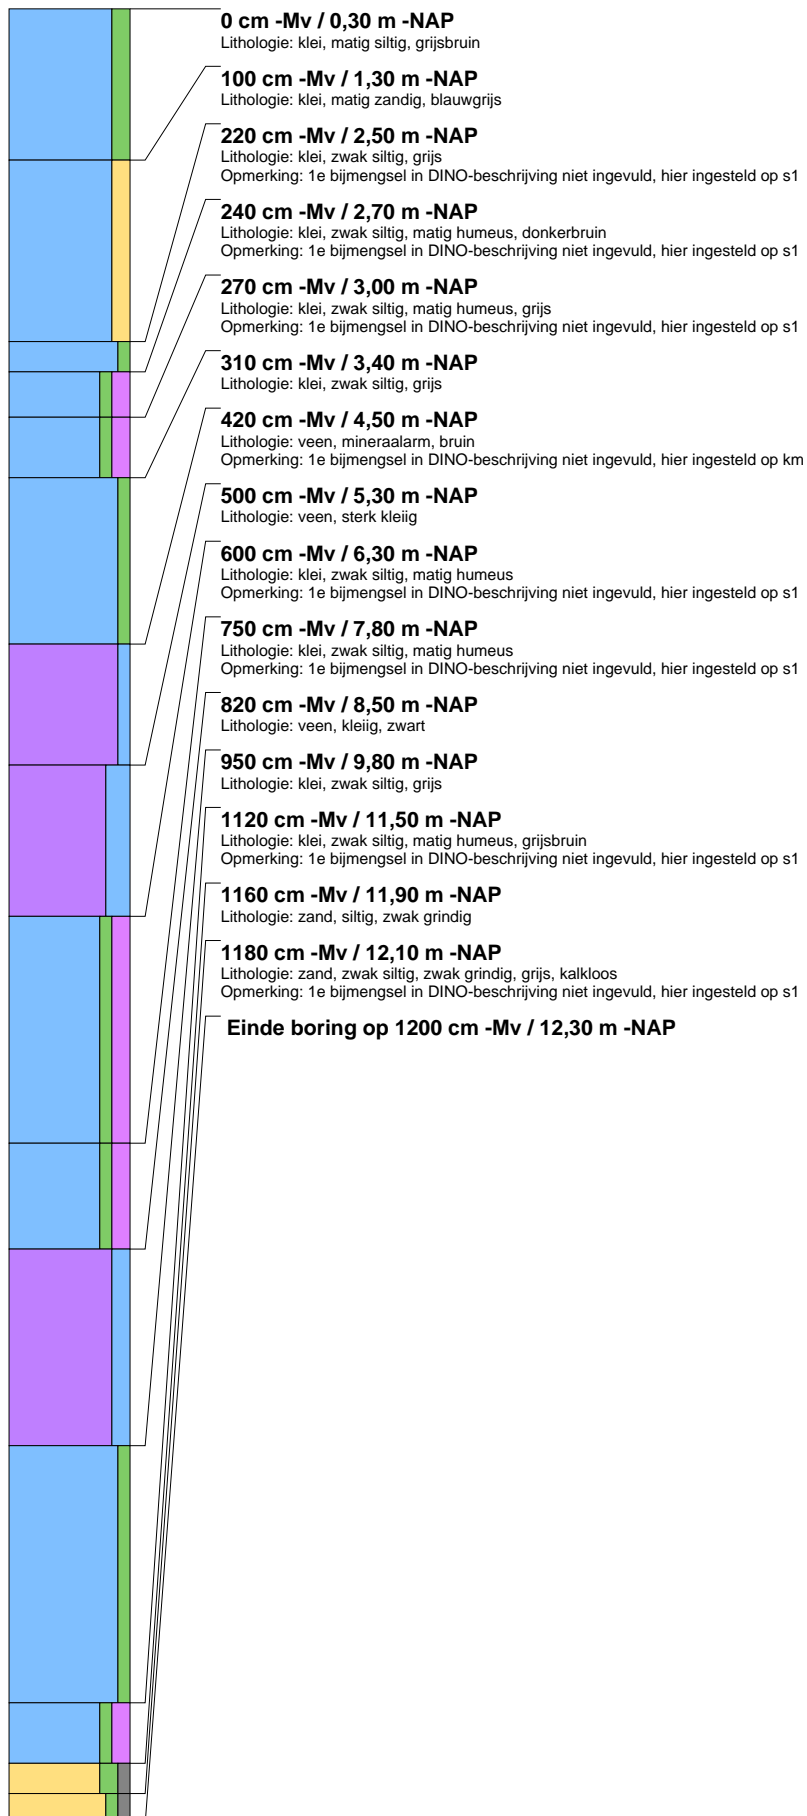 0 cm -Mv / 0,30 m -NAP
Lithologie: klei, matig siltig, grijsbruin
100 cm -Mv / 1,30 m -NAP
Lithologie: klei, matig zandig, blauwgrijs
220 cm -Mv / 2,50 m -NAP
Lithologie: klei, zwak siltig, grijs
Opmerking: 1e bijmengsel in DINO-beschrijving niet ingevuld, hier ingesteld op s1
240 cm -Mv / 2,70 m -NAP
Lithologie: klei, zwak siltig, matig humeus, donkerbruin
Opmerking: 1e bijmengsel in DINO-beschrijving niet ingevuld, hier ingesteld op s1
270 cm -Mv / 3,00 m -NAP
Lithologie: klei, zwak siltig, matig humeus, grijs
Opmerking: 1e bijmengsel in DINO-beschrijving niet ingevuld, hier ingesteld op s1
310 cm -Mv / 3,40 m -NAP
Lithologie: klei, zwak siltig, grijs
420 cm -Mv / 4,50 m -NAP
Lithologie: veen, mineraalarm, bruin
Opmerking: 1e bijmengsel in DINO-beschrijving niet ingevuld, hier ingesteld op km
500 cm -Mv / 5,30 m -NAP
Lithologie: veen, sterk kleiig
600 cm -Mv / 6,30 m -NAP
Lithologie: klei, zwak siltig, matig humeus
Opmerking: 1e bijmengsel in DINO-beschrijving niet ingevuld, hier ingesteld op s1
750 cm -Mv / 7,80 m -NAP
Lithologie: klei, zwak siltig, matig humeus
Opmerking: 1e bijmengsel in DINO-beschrijving niet ingevuld, hier ingesteld op s1
820 cm -Mv / 8,50 m -NAP
Lithologie: veen, kleiig, zwart
950 cm -Mv / 9,80 m -NAP
Lithologie: klei, zwak siltig, grijs
1120 cm -Mv / 11,50 m -NAP
Lithologie: klei, zwak siltig, matig humeus, grijsbruin
Opmerking: 1e bijmengsel in DINO-beschrijving niet ingevuld, hier ingesteld op s1
1160 cm -Mv / 11,90 m -NAP
Lithologie: zand, siltig, zwak grindig
1180 cm -Mv / 12,10 m -NAP
Lithologie: zand, zwak siltig, zwak grindig, grijs, kalkloos
Opmerking: 1e bijmengsel in DINO-beschrijving niet ingevuld, hier ingesteld op s1
Einde boring op 1200 cm -Mv / 12,30 m -NAP